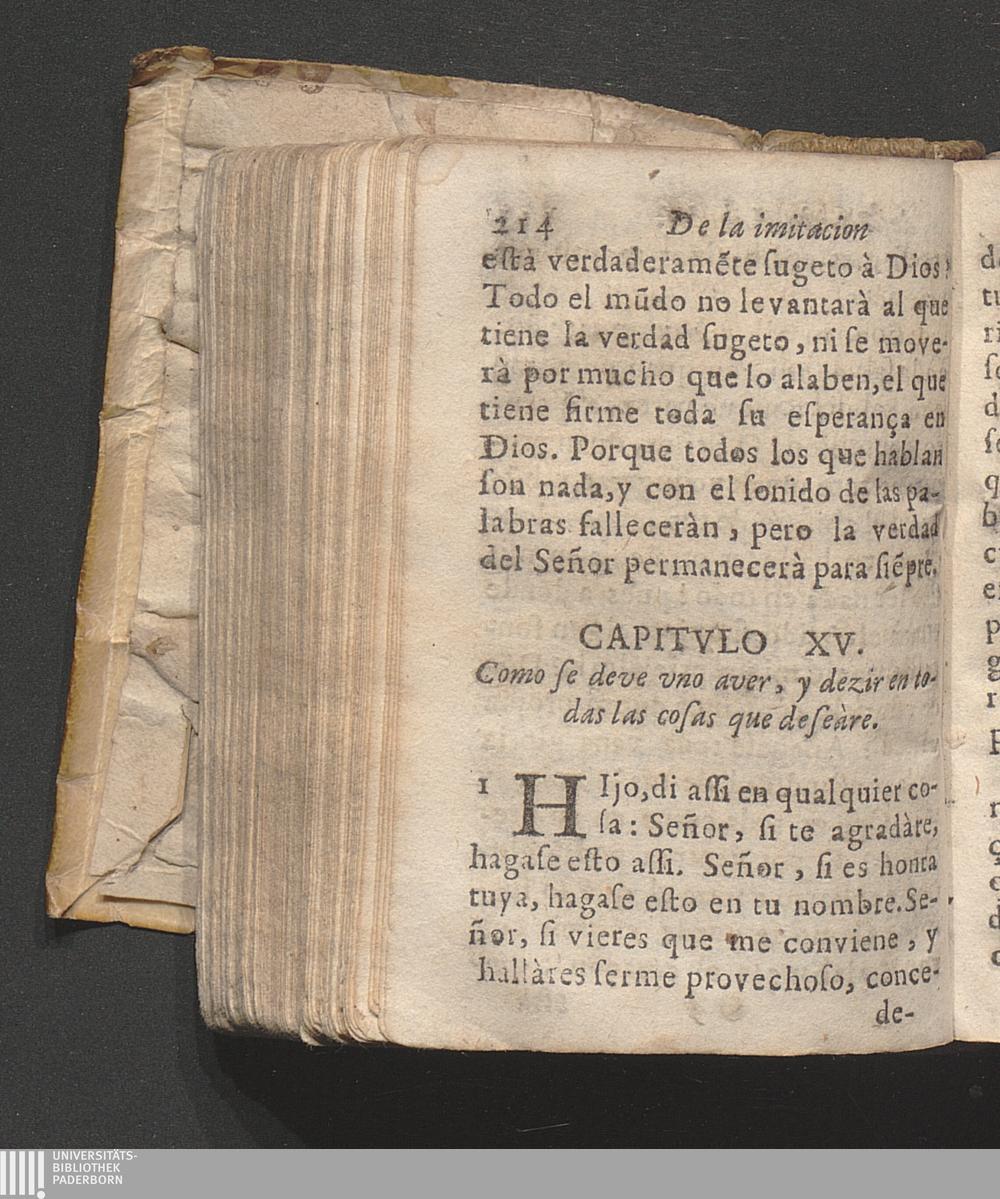 214 De la imitacion
eſtà verdaderamẽte ſugeto à Dios?
Todo el mũdo no levantarà al que
tiene la verdad ſugeto, ni ſe move-
rà por mucho que lo alaben, el que
tiene firme toda ſu eſperança en
Dios. Porque todos los que hablan
ſon nada, y con el ſonido de las pa-
labras falleceràn, pero la verdad
del Señor permanecerà para ſiẽpre.
CAPITVLO XV.
Como ſe deve vno aver, y dezir en to-
das las coſas que deſeàre.
1 HIjo, di aſſi en qualquier co-
ſa: Señor, ſi te agradàre,
hagaſe eſto aſſi. Señor, ſi es honra
tuya, hagaſe eſto en tu nombre. Se-
ñor, ſi vieres que me conviene, y
hallàres ſerme provechoſo, conce-
de-
UNIVERSITÄTS-
BIBLIOTHEK
PADERBORN